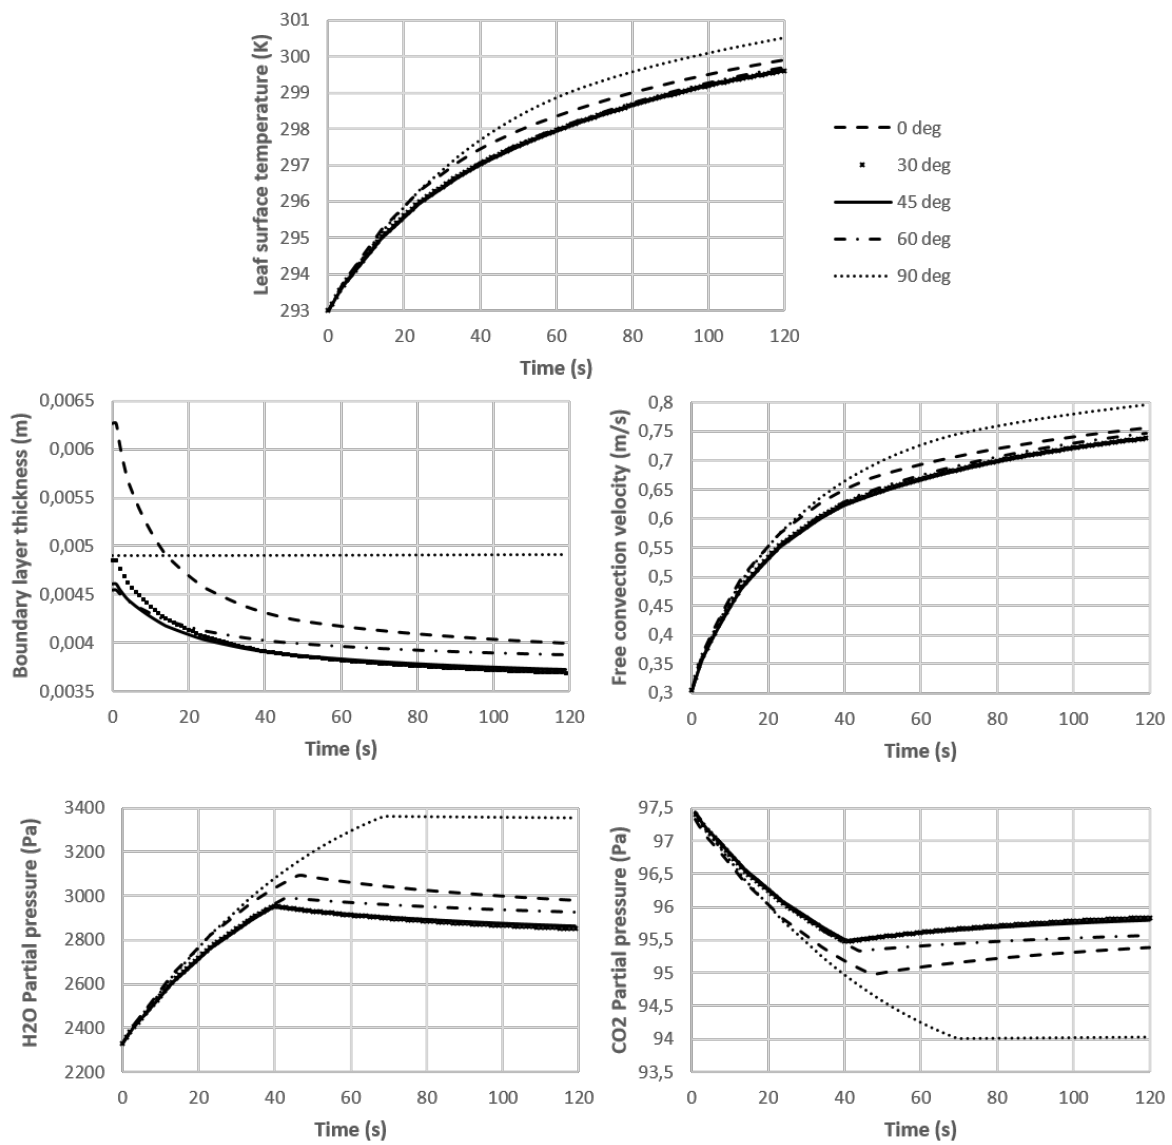 Leaf surface temperature (K)
301
300
299
298
297
296
295
294
293
0 20 40 60 80 100 120
Time (s)
0 deg
30 deg
45 deg
60 deg
90 deg
Boundary layer thickness (m)
0,0065
0,006
0,0055
0,005
0,0045
0,004
0,0035
0 20 40 60 80 100 120
Time (s)
Free convection velocity (m/s)
0,8
0,75
0,7
0,65
0,6
0,55
0,5
0,45
0,4
0,35
0,3
0 20 40 60 80 100 120
Time (s)
H2O Partial pressure (Pa)
3400
3200
3000
2800
2600
2400
2200
0 20 40 60 80 100 120
Time (s)
CO2 Partial pressure (Pa)
97,5
97
96,5
96
95,5
95
94,5
94
93,5
0 20 40 60 80 100 120
Time (s)